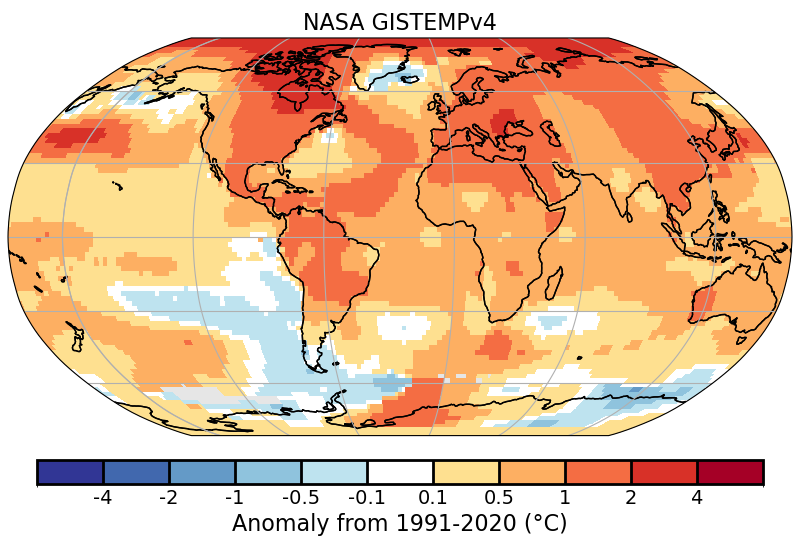 NASA GISTEMPv4
-4 -2 -1 -0.5 -0.1 0.1 0.5 1 2 4
Anomaly from 1991-2020 (°C)